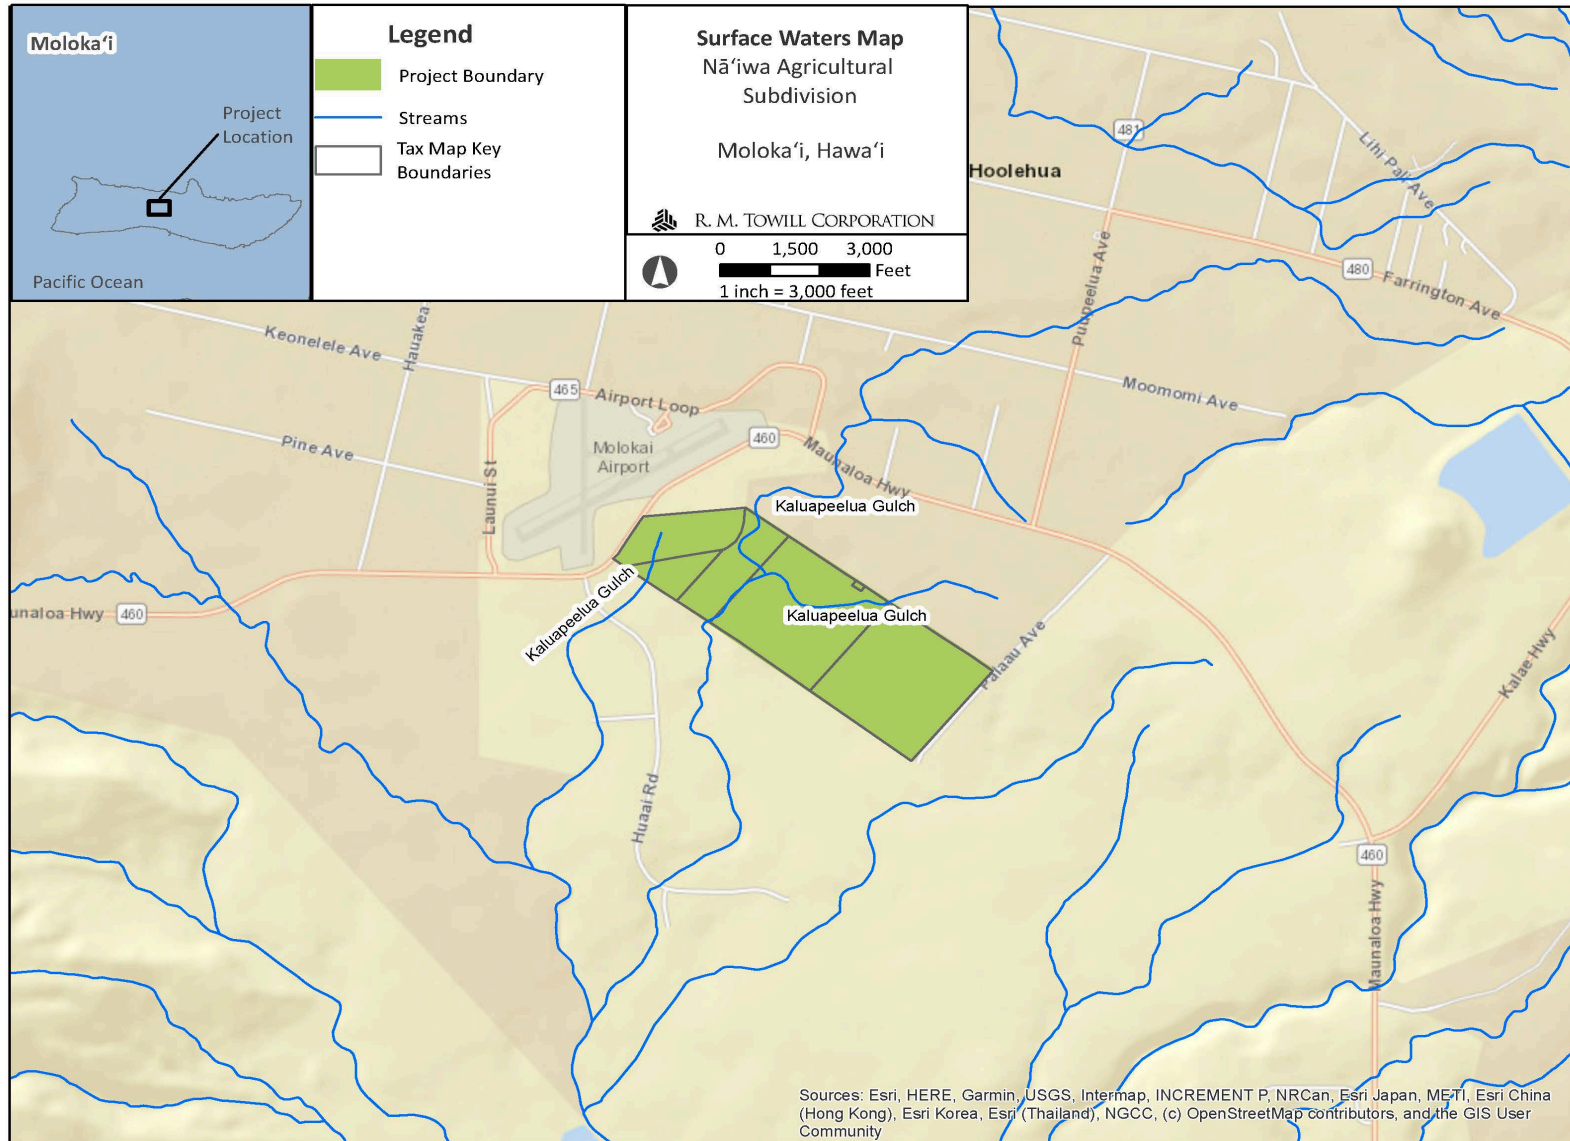 Moloka‘i
Project
Location
Pacific Ocean
Legend
Project Boundary
Streams
Tax Map Key
Boundaries
Surface Waters Map
Nā‘iwa Agricultural
Subdivision
Moloka‘i, Hawa‘i
R. M. TOWILL CORPORATION
0 1,500 3,000
Feet
1 inch = 3,000 feet
481
Hoolehua
Lihi Pali Ave
480
Farrington Ave
Puupeelua Ave
Keonelele Ave
Hauakea
465
Airport Loop
Moomomi Ave
Pine Ave
Launui St
Molokai
Airport
460
Maunaloa Hwy
Kaluapeelua Gulch
Kaluapeelua Gulch
Kaluapeelua Gulch
unaloa Hwy
460
Palaau Ave
Kalae Hwy
Huaai Rd
460
Maunaloa Hwy
Sources: Esri, HERE, Garmin, USGS, Intermap, INCREMENT P, NRCan, Esri Japan, METI, Esri China
(Hong Kong), Esri Korea, Esri (Thailand), NGCC, (c) OpenStreetMap contributors, and the GIS User
Community